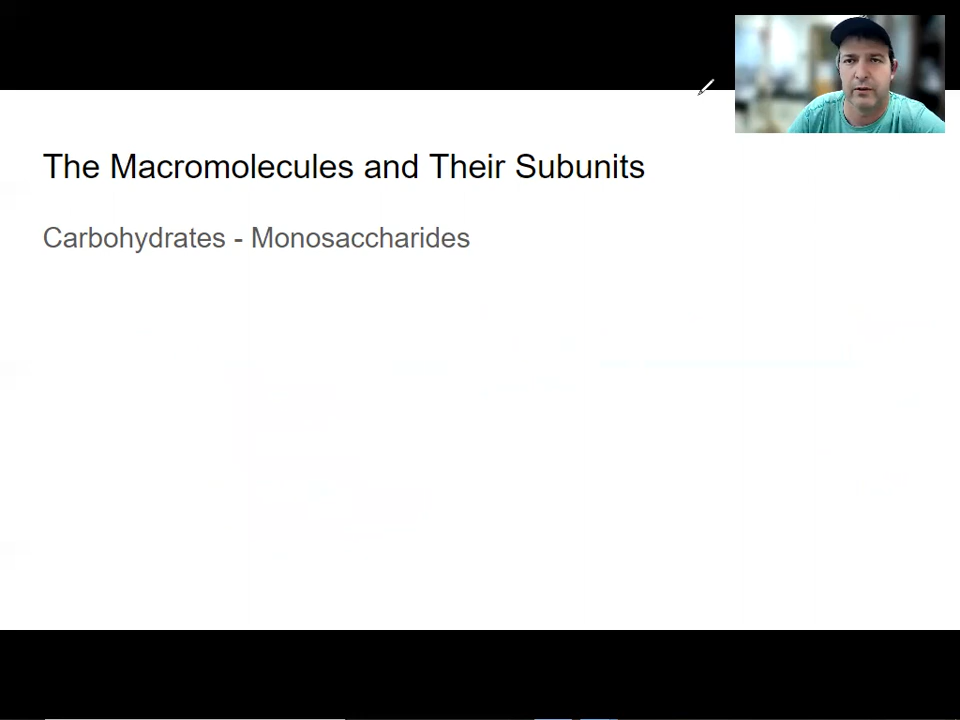 The Macromolecules and Their Subunits
Carbohydrates - Monosaccharides